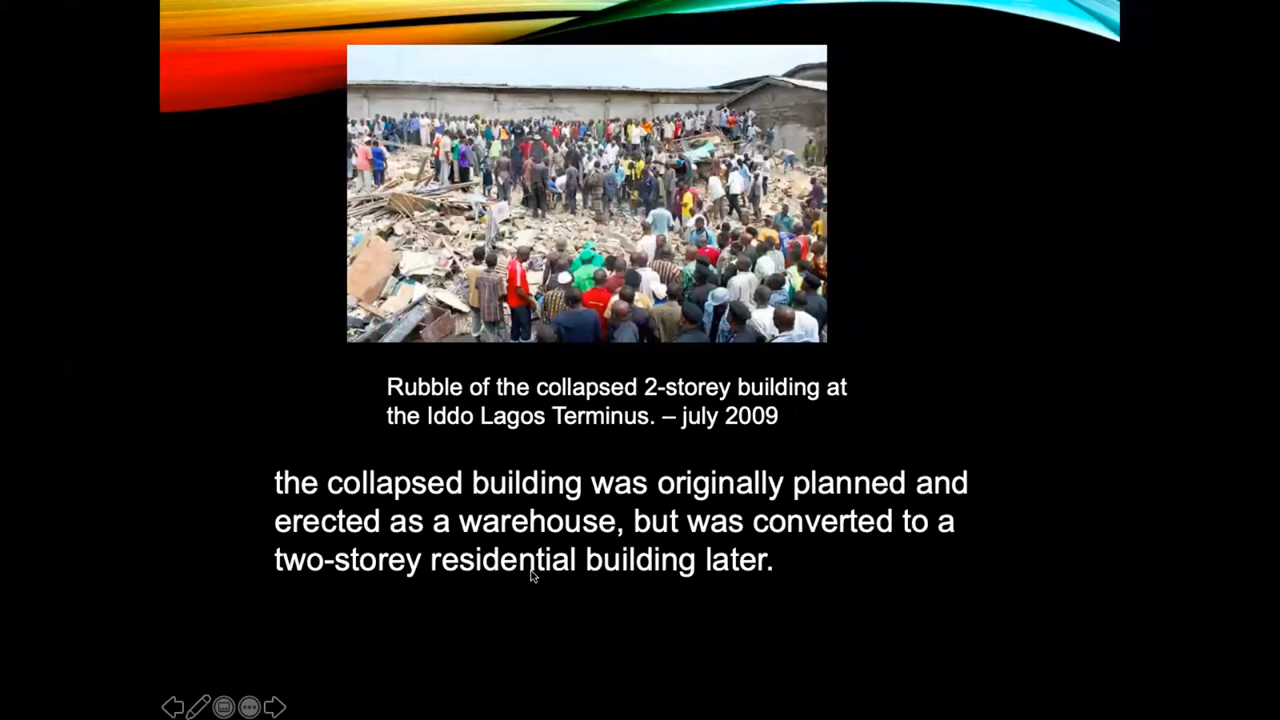 Rubble of the collapsed 2-storey building at
the Iddo Lagos Terminus. – july 2009
the collapsed building was originally planned and
erected as a warehouse, but was converted to a
two-storey residential building later.